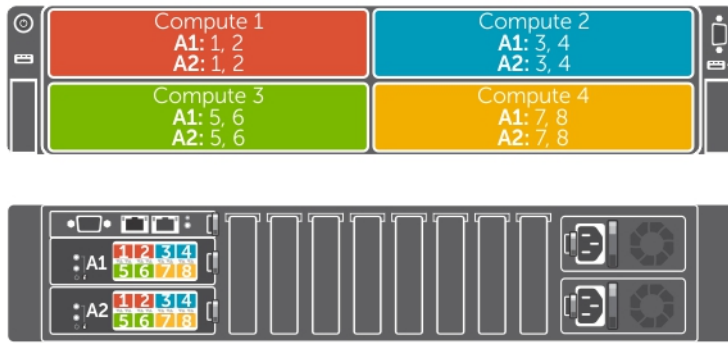 Compute 1
A1: 1, 2
A2: 1, 2
Compute 2
A1: 3, 4
A2: 3, 4
Compute 3
A1: 5, 6
A2: 5, 6
Compute 4
A1: 7, 8
A2: 7, 8
A1
1 2 3 4
5 6 7 8
A2
1 2 3 4
5 6 7 8